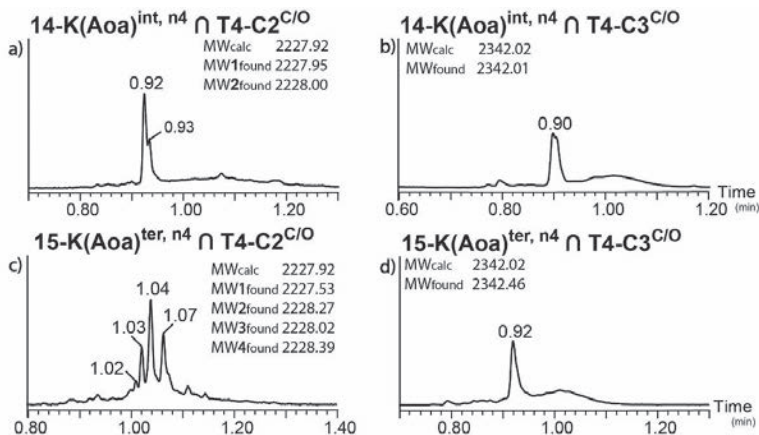 14-K(Aoa)int, n4 ∩ T4-C2C/O
a)
MWcalc 2227.92
MW1found 2227.95
MW2found 2228.00
0.92
0.93
0.80 1.00 1.20
14-K(Aoa)int, n4 ∩ T4-C3C/O
b)
MWcalc 2342.02
MWfound 2342.01
0.90
Time
(min)
0.60 0.80 1.00 1.20
15-K(Aoa)ter, n4 ∩ T4-C2C/O
c)
MWcalc 2227.92
MW1found 2227.53
MW2found 2228.27
MW3found 2228.02
MW4found 2228.39
1.04
1.03
1.07
1.02
0.80 1.00 1.20 1.40
15-K(Aoa)ter, n4 ∩ T4-C3C/O
d)
MWcalc 2342.02
MWfound 2342.46
0.92
Time
(min)
0.80 1.00 1.20